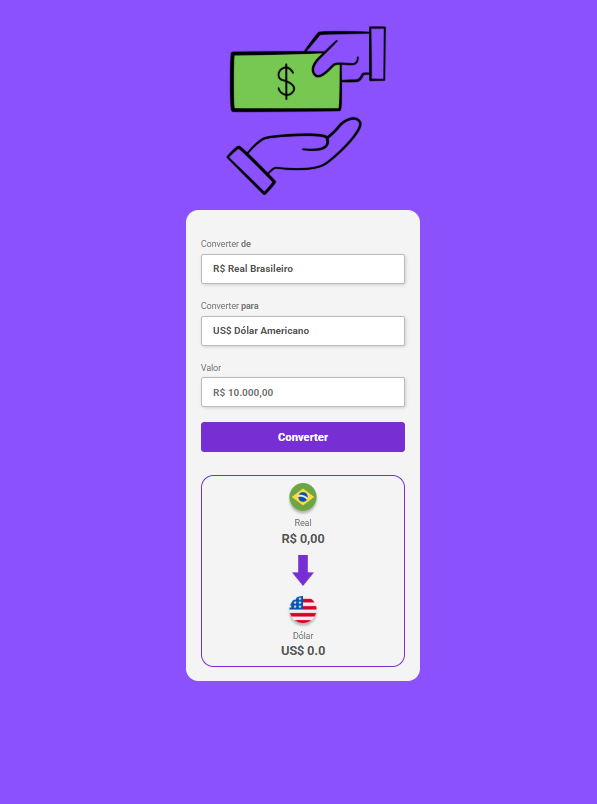 $
Converter de
R$ Real Brasileiro
Converter para
US$ Dólar Americano
Valor
R$ 10.000,00
Converter
Real
R$ 0,00
Dólar
US$ 0.0